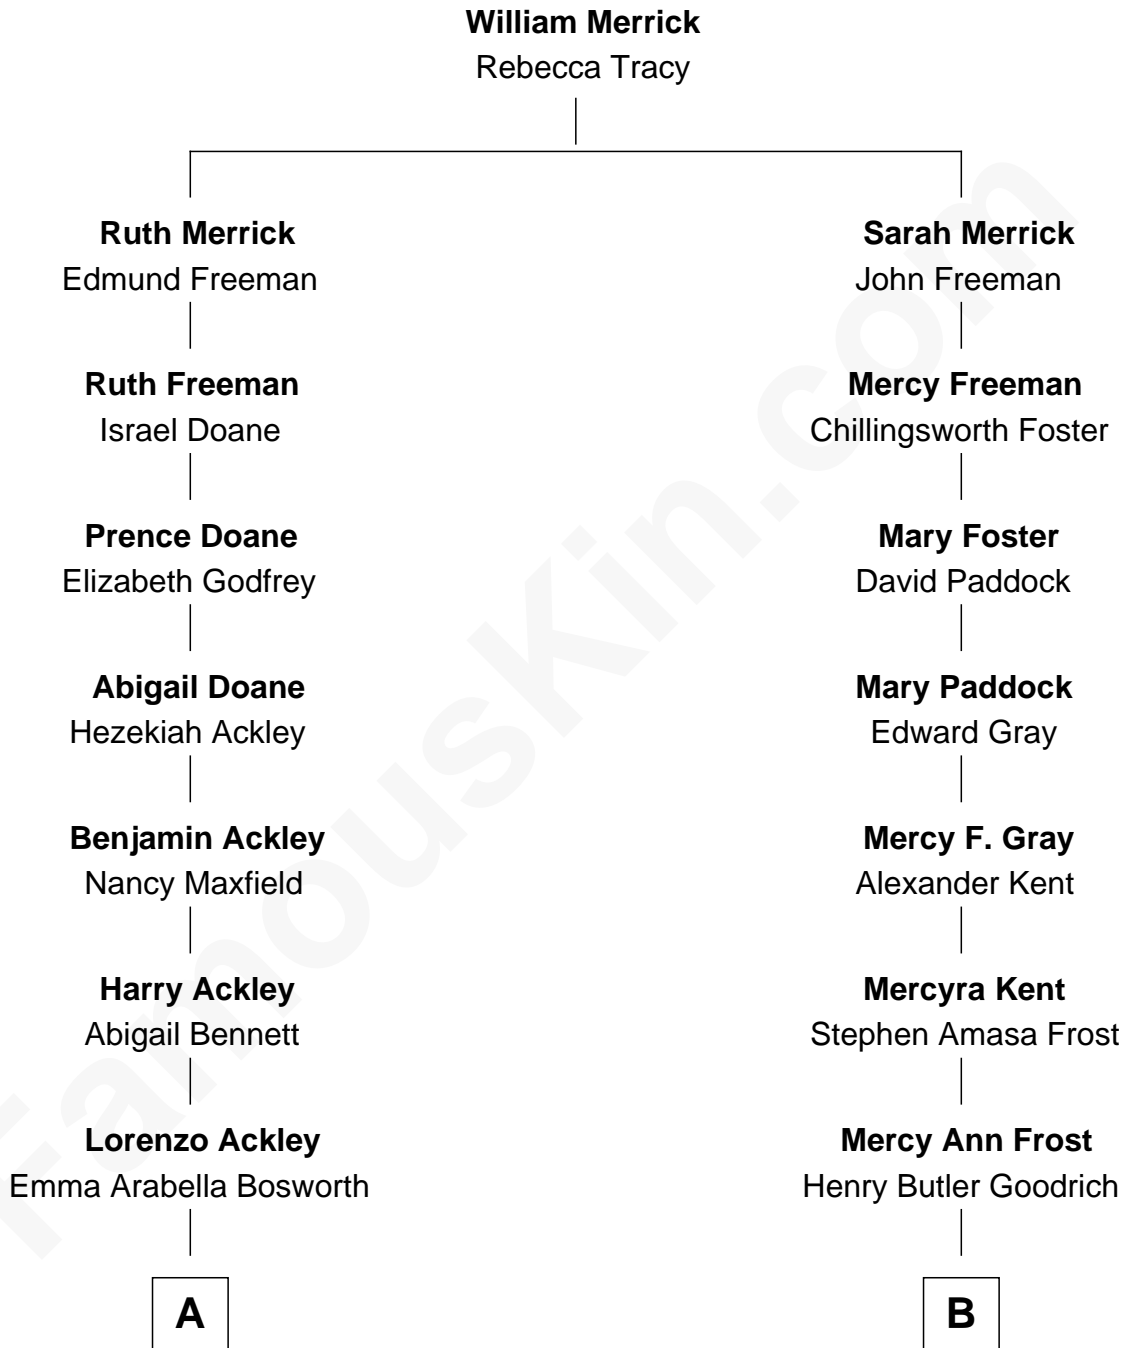 William Merrick
Rebecca Tracy
Ruth Merrick
Edmund Freeman
Sarah Merrick
John Freeman
Ruth Freeman
Israel Doane
Mercy Freeman
Chillingsworth Foster
Prence Doane
Elizabeth Godfrey
Mary Foster
David Paddock
Abigail Doane
Hezekiah Ackley
Mary Paddock
Edward Gray
Benjamin Ackley
Nancy Maxfield
Mercy F. Gray
Alexander Kent
Harry Ackley
Abigail Bennett
Mercyra Kent
Stephen Amasa Frost
Lorenzo Ackley
Emma Arabella Bosworth
Mercy Ann Frost
Henry Butler Goodrich
A
B
FamousKin.com